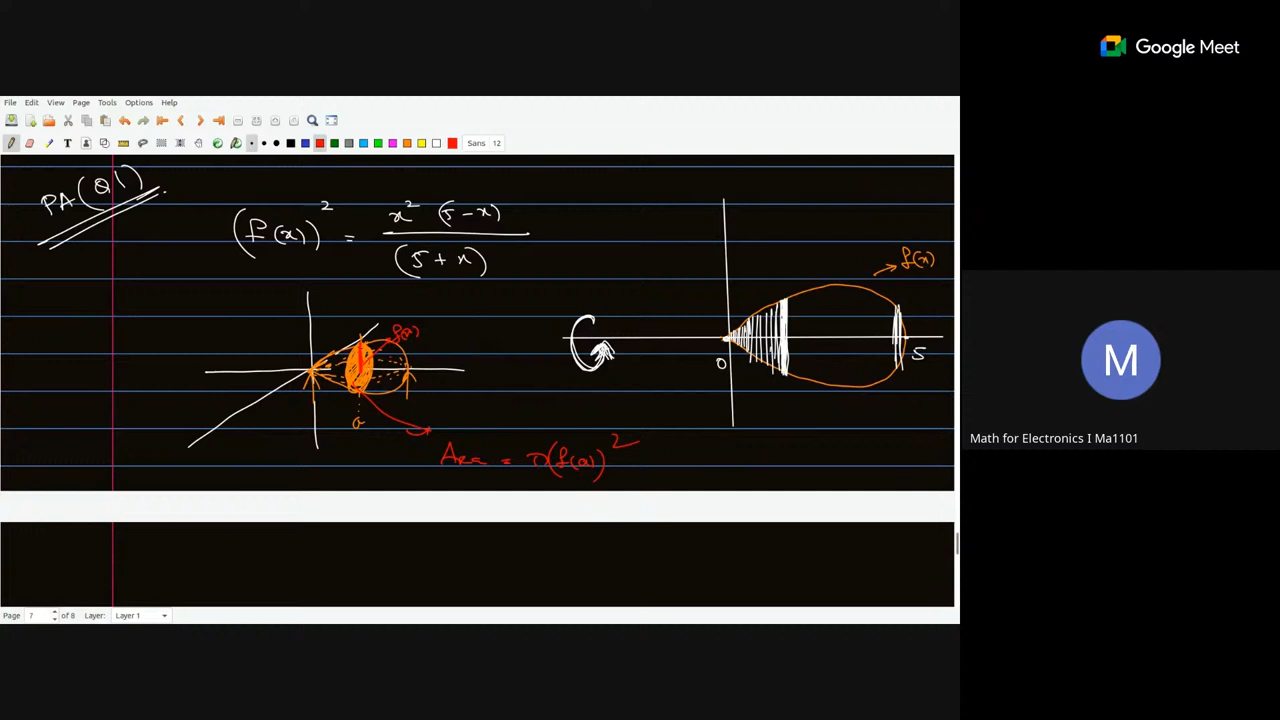 Google Meet
File Edit View Page Tools Options Help
Sans 12
PA(Q1)
(f(x))² = x² (5-x) / (5+x)
→ f(x)
f(a)
0 5
a
Area = π(f(a))²
M
Math for Electronics I Ma1101
Page 7 of 8 Layer: Layer 1